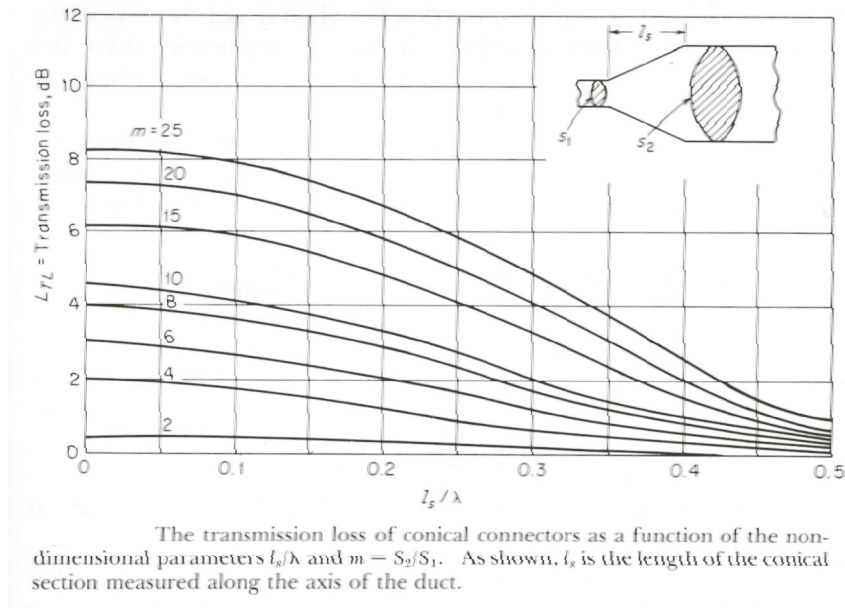 12
10
8
6
4
2
0
L_TL = Transmission loss, dB
m = 25
20
15
10
8
6
4
2
l_s
S_1
S_2
0
0.1
0.2
0.3
0.4
0.5
l_s / λ
The transmission loss of conical connectors as a function of the non-
dimensional parameters l_s/λ and m = S_2/S_1. As shown, l_s is the length of the conical
section measured along the axis of the duct.